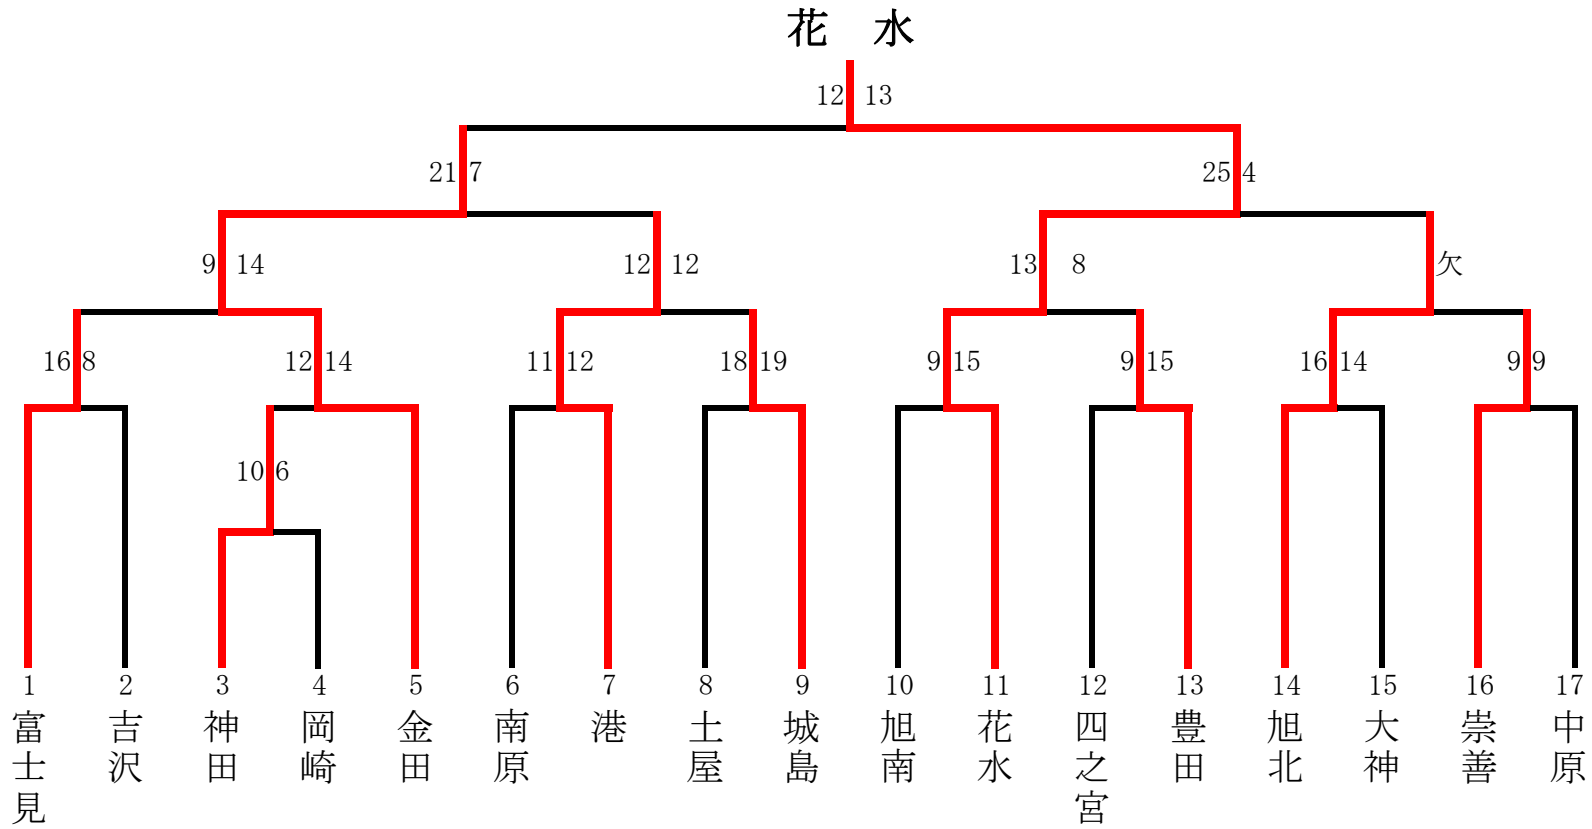 花 水
12 13
21 7
25 4
9 14
12 12
13 8
欠
16 8
12 14
11 12
18 19
9 15
9 15
16 14
9 9
10 6
1 2 3 4 5 6 7 8 9 10 11 12 13 14 15 16 17
富士見
吉沢
神田
岡崎
金田
南原
港
土屋
城島
旭南
花水
四之宮
豊田
旭北
大神
崇善
中原